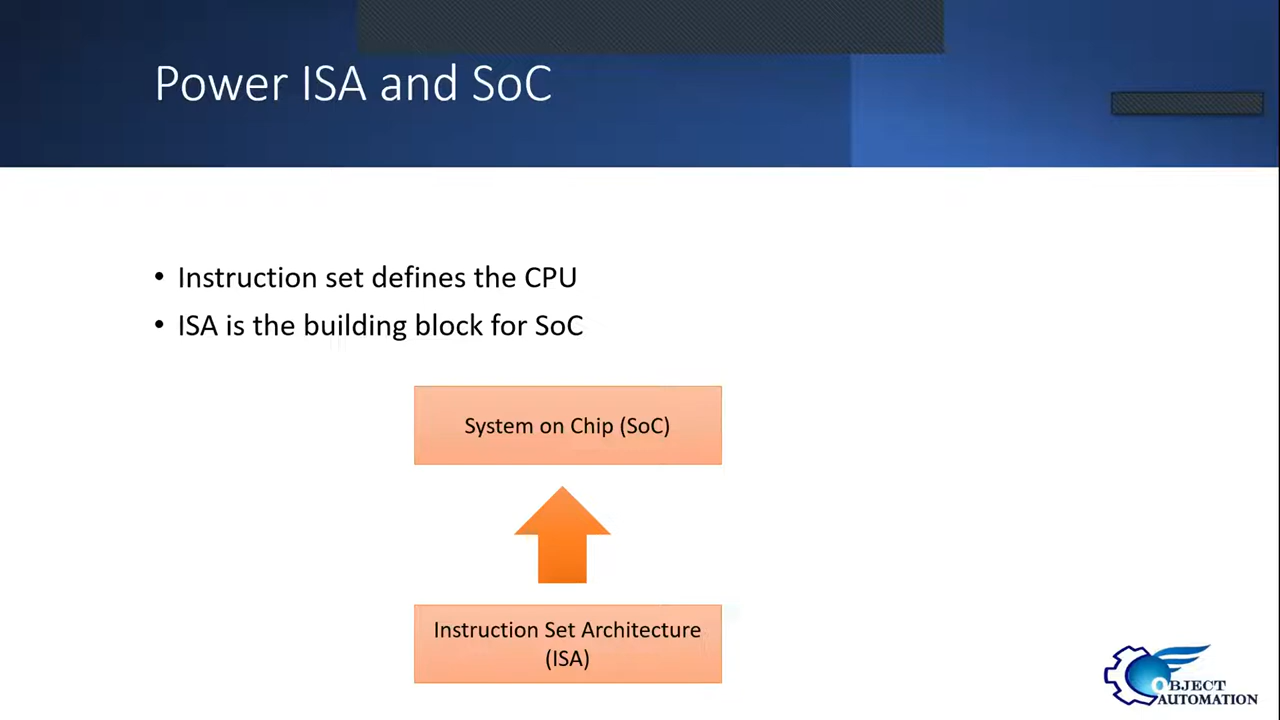 Power ISA and SoC
• Instruction set defines the CPU
• ISA is the building block for SoC
System on Chip (SoC)
Instruction Set Architecture
(ISA)
OBJECT
AUTOMATION